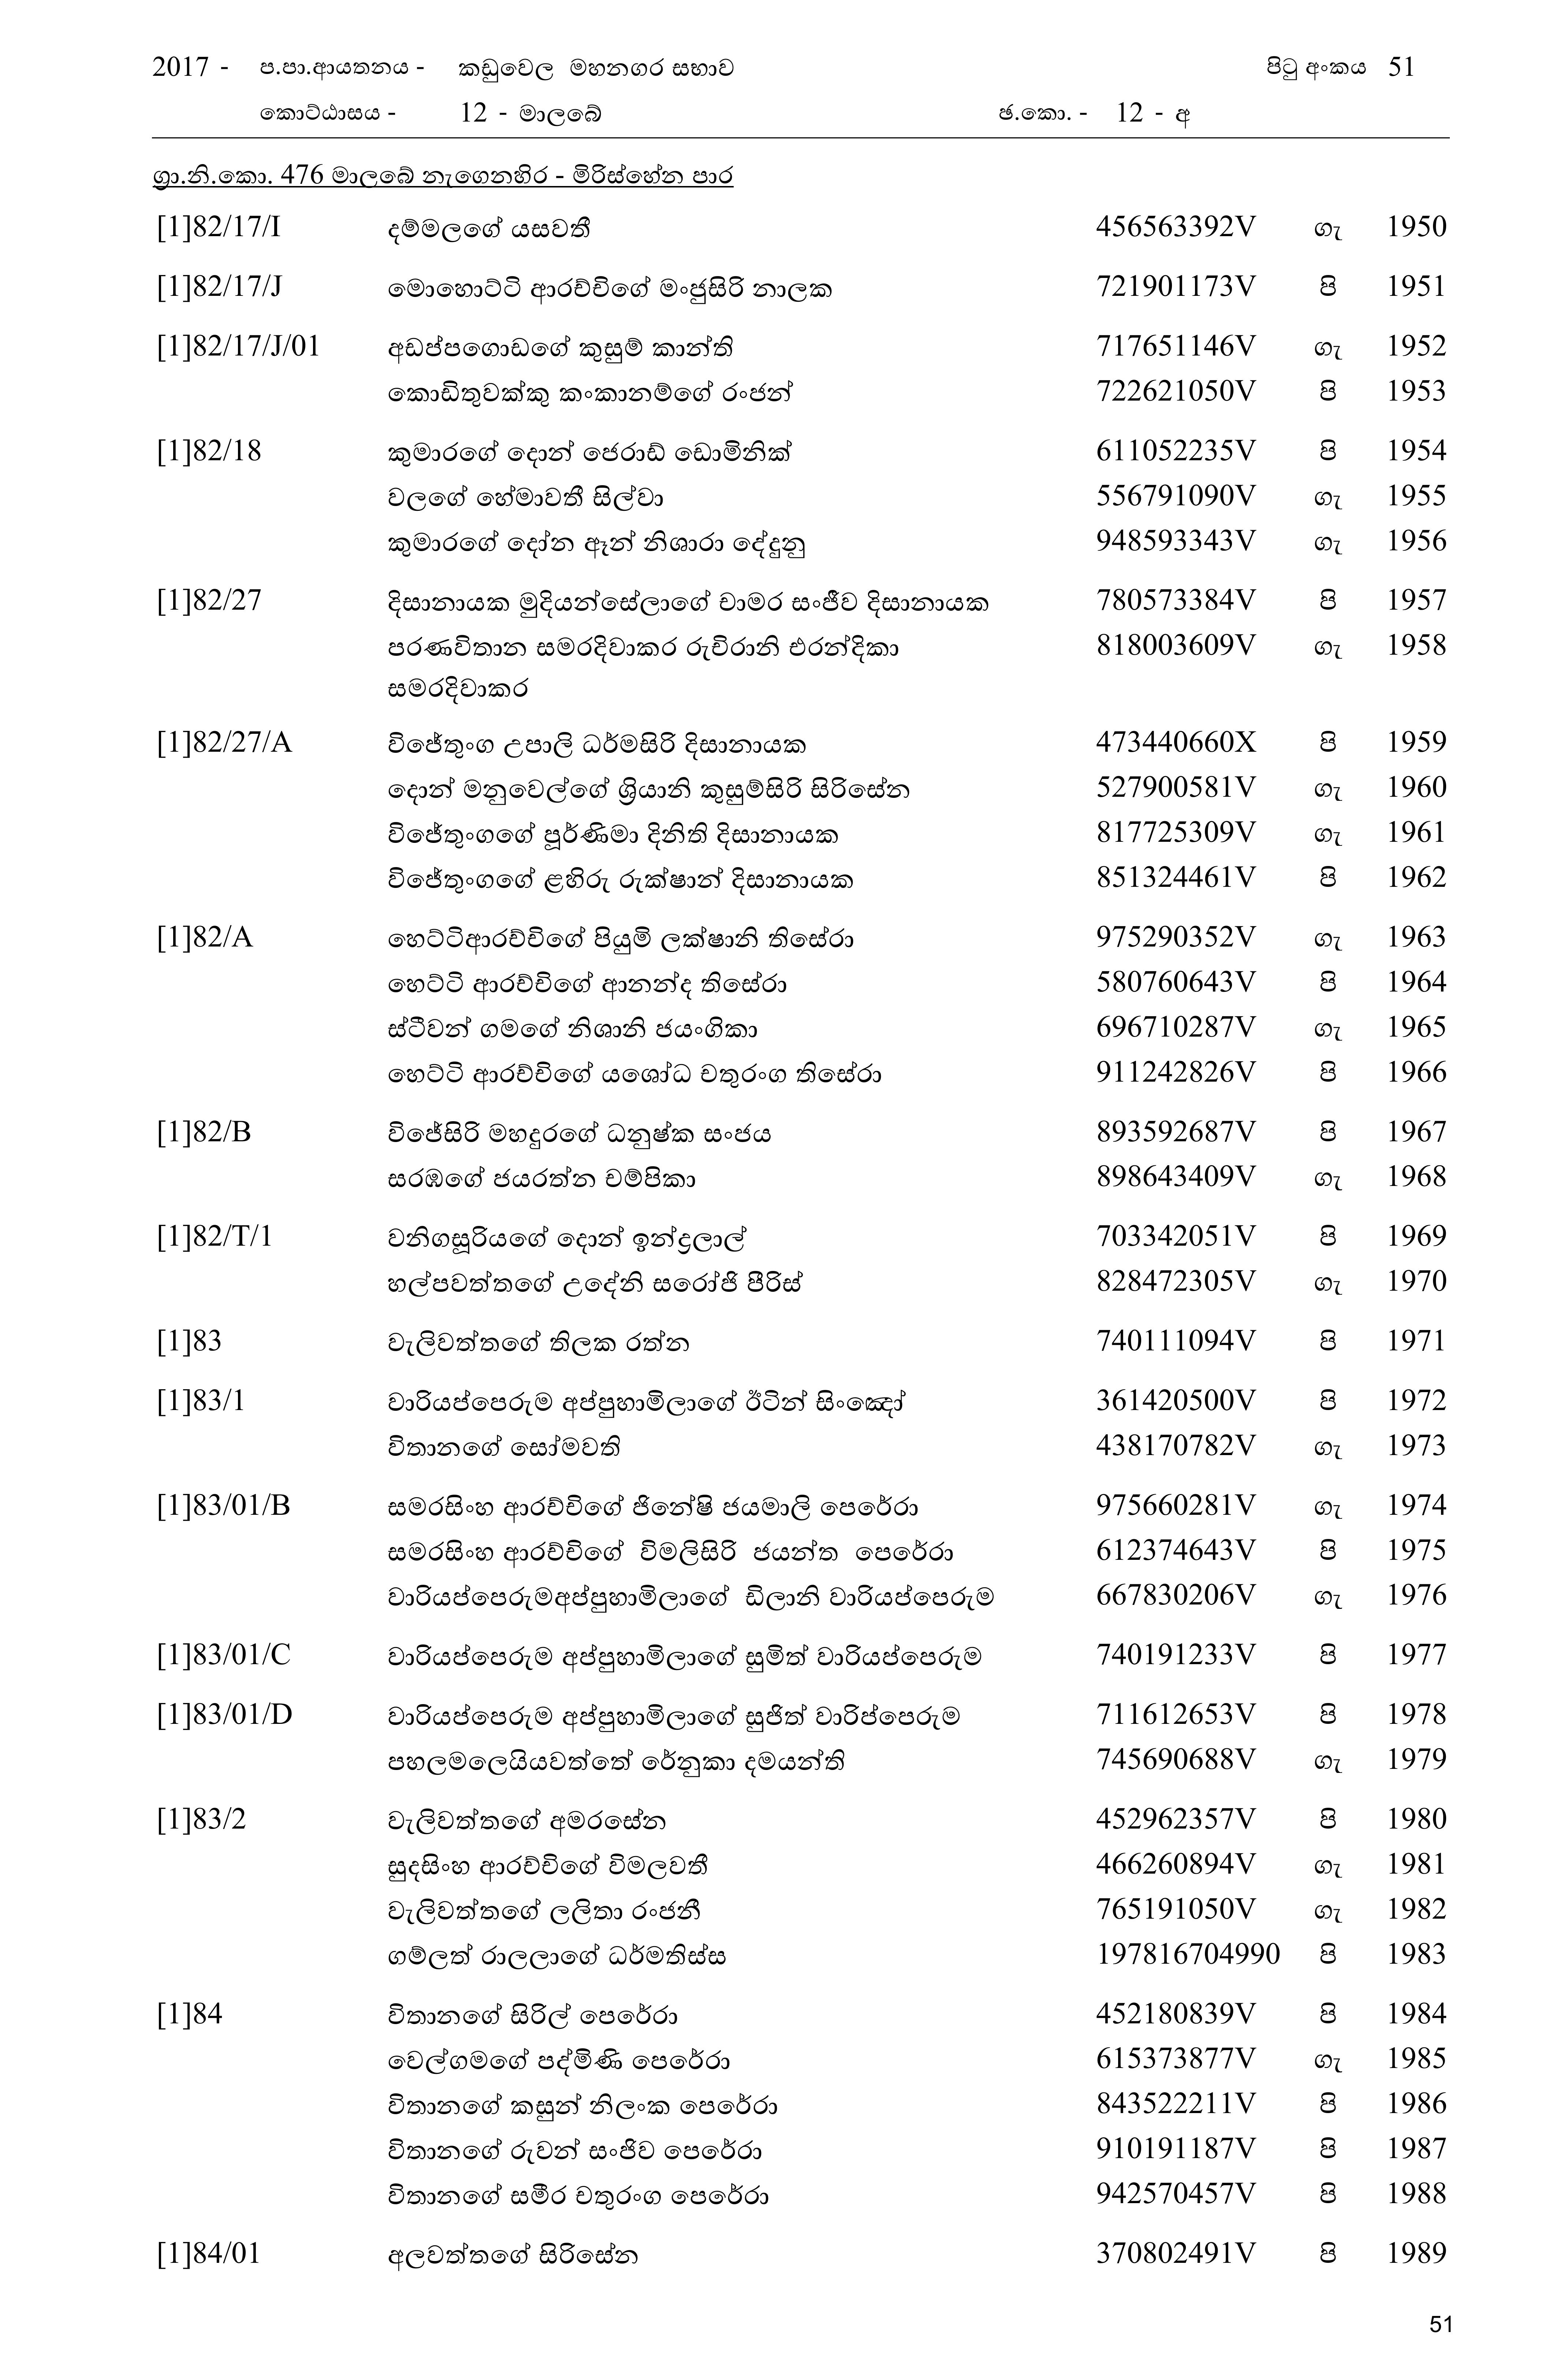 2017 - ප.පා.ආයතනය - කඩුවෙල මහනගර සභාව පිටු අංකය 51
කොට්ඨාසය - 12 - මාලබේ ඡ.කො. - 12 - අ
ග්‍රා.නි.කො. 476 මාලබේ නැගෙනහිර - මිරිස්හේන පාර
[1]82/17/I දම්මලගේ යසවතී 456563392V ගැ 1950
[1]82/17/J මොහොට්ටි ආරච්චිගේ මංජුසිරි නාලක 721901173V පි 1951
[1]82/17/J/01 අඩප්පගොඩගේ කුසුම් කාන්ති 717651146V ගැ 1952
කොඩිතුවක්කු කංකානම්ගේ රංජන් 722621050V පි 1953
[1]82/18 කුමාරගේ දොන් ජෙරාඩ් ඩොමිනික් 611052235V පි 1954
වලගේ හේමාවතී සිල්වා 556791090V ගැ 1955
කුමාරගේ දෝන ඈන් නිශාරා දේදුනු 948593343V ගැ 1956
[1]82/27 දිසානායක මුදියන්සේලාගේ චාමර සංජීව දිසානායක 780573384V පි 1957
පරණවිතාන සමරදිවාකර රුවිරානි එරන්දිකා 818003609V ගැ 1958
සමරදිවාකර
[1]82/27/A විජේතුංග උපාලි ධර්මසිරි දිසානායක 473440660X පි 1959
දොන් මනුවෙල්ගේ ශ්‍රියානි කුසුම්සිරි සිරිසේන 527900581V ගැ 1960
විජේතුංගගේ පූර්ණිමා දිනිති දිසානායක 817725309V ගැ 1961
විජේතුංගගේ ළහිරු රුක්ෂාන් දිසානායක 851324461V පි 1962
[1]82/A හෙට්ටිආරච්චිගේ පියුමි ලක්ෂානි තිසේරා 975290352V ගැ 1963
හෙට්ටි ආරච්චිගේ ආනන්ද තිසේරා 580760643V පි 1964
ස්ටීවන් ගමගේ නිශානි ජයංගිකා 696710287V ගැ 1965
හෙට්ටි ආරච්චිගේ යශෝධ චතුරංග තිසේරා 911242826V පි 1966
[1]82/B විජේසිරි මහදුරගේ ධනුෂ්ක සංජය 893592687V පි 1967
සරඹගේ ජයරත්න චම්පිකා 898643409V ගැ 1968
[1]82/T/1 වනිගසූරියගේ දොන් ඉන්ද්‍රලාල් 703342051V පි 1969
හල්පවත්තගේ උදේනි සරෝජි පීරිස් 828472305V ගැ 1970
[1]83 වැලිවත්තගේ තිලක රත්න 740111094V පි 1971
[1]83/1 වාරියප්පෙරුම අප්පුහාමිලාගේ ඊටින් සිංඤෝ 361420500V පි 1972
විතානගේ සෝමවති 438170782V ගැ 1973
[1]83/01/B සමරසිංහ ආරච්චිගේ ජිනේෂි ජයමාලි පෙරේරා 975660281V ගැ 1974
සමරසිංහ ආරච්චිගේ විමලිසිරි ජයන්ත පෙරේරා 612374643V පි 1975
වාරියප්පෙරුමඅප්පුහාමිලාගේ ඩිලානි වාරියප්පෙරුම 667830206V ගැ 1976
[1]83/01/C වාරියප්පෙරුම අප්පුහාමිලාගේ සුමිත් වාරියප්පෙරුම 740191233V පි 1977
[1]83/01/D වාරියප්පෙරුම අප්පුහාමිලාගේ සුජිත් වාරිප්පෙරුම 711612653V පි 1978
පහලමලෙයියවත්තේ රේනුකා දමයන්ති 745690688V ගැ 1979
[1]83/2 වැලිවත්තගේ අමරසේන 452962357V පි 1980
සුදසිංහ ආරච්චිගේ විමලවතී 466260894V ගැ 1981
වැලිවත්තගේ ලලිතා රංජනී 765191050V ගැ 1982
ගම්ලත් රාලලාගේ ධර්මතිස්ස 197816704990 පි 1983
[1]84 විතානගේ සිරිල් පෙරේරා 452180839V පි 1984
වෙල්ගමගේ පද්මිණි පෙරේරා 615373877V ගැ 1985
විතානගේ කසුන් නිලංක පෙරේරා 843522211V පි 1986
විතානගේ රුවන් සංජිව පෙරේරා 910191187V පි 1987
විතානගේ සමීර චතුරංග පෙරේරා 942570457V පි 1988
[1]84/01 අලවත්තගේ සිරිසේන 370802491V පි 1989
51